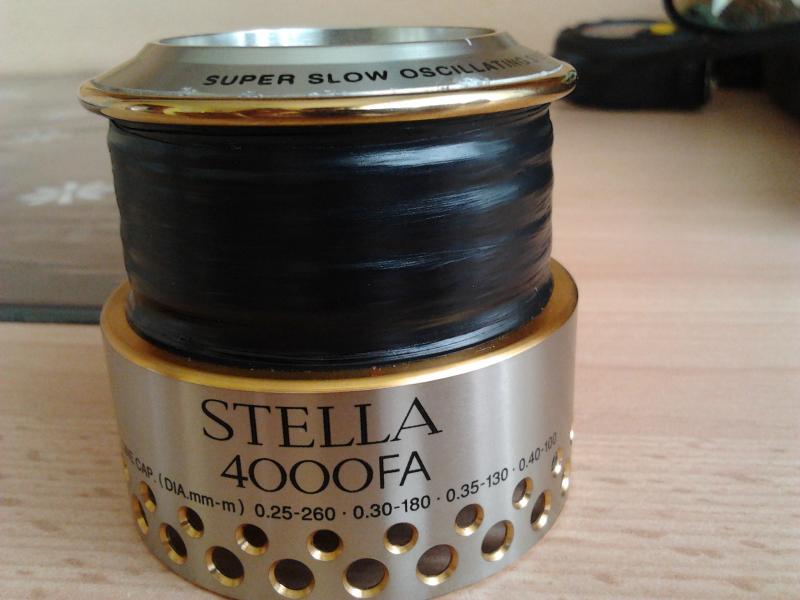 SUPER SLOW OSCILLATING
STELLA
4000FA
CAP. (DIA.mm-m) 0.25-260 · 0.30-180 · 0.35-130 · 0.40-100